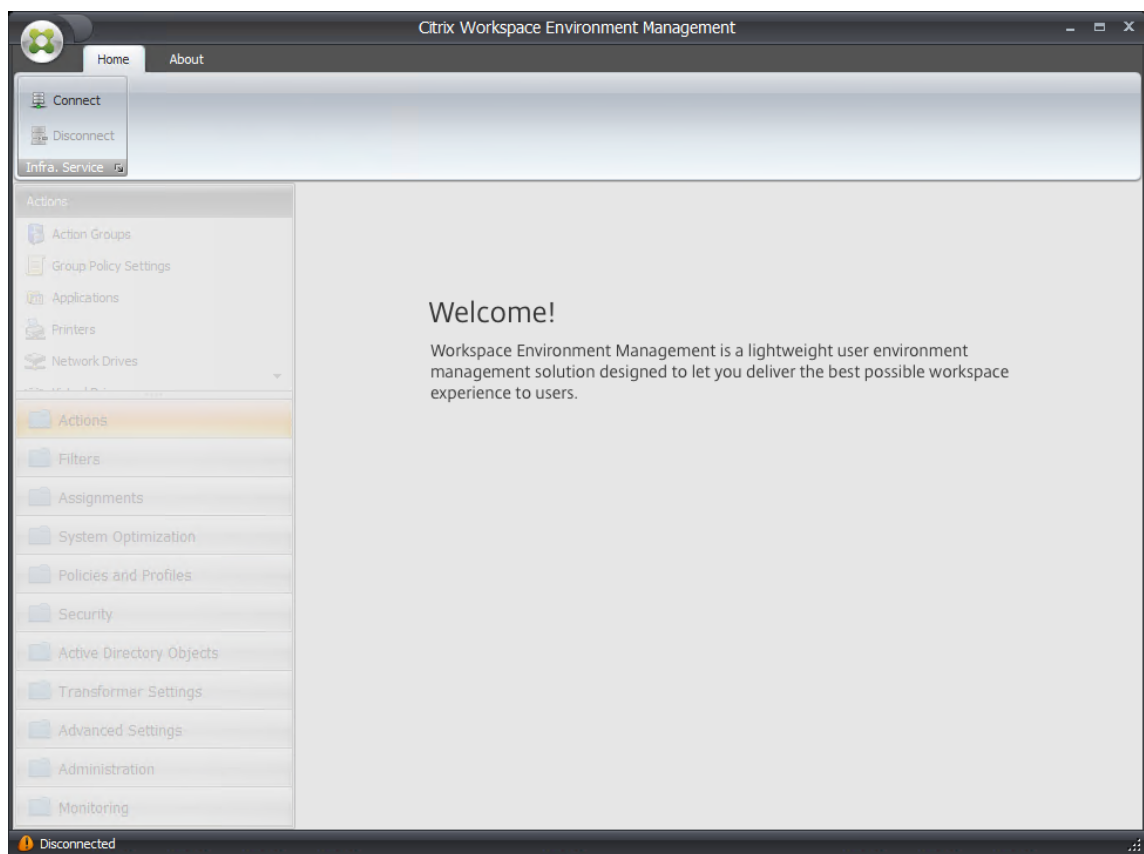 Citrix Workspace Environment Management
Home About
Connect
Disconnect
Infra. Service
Actions
Action Groups
Group Policy Settings
Applications
Printers
Network Drives
Welcome!
Workspace Environment Management is a lightweight user environment
management solution designed to let you deliver the best possible workspace
experience to users.
Actions
Filters
Assignments
System Optimization
Policies and Profiles
Security
Active Directory Objects
Transformer Settings
Advanced Settings
Administration
Monitoring
Disconnected